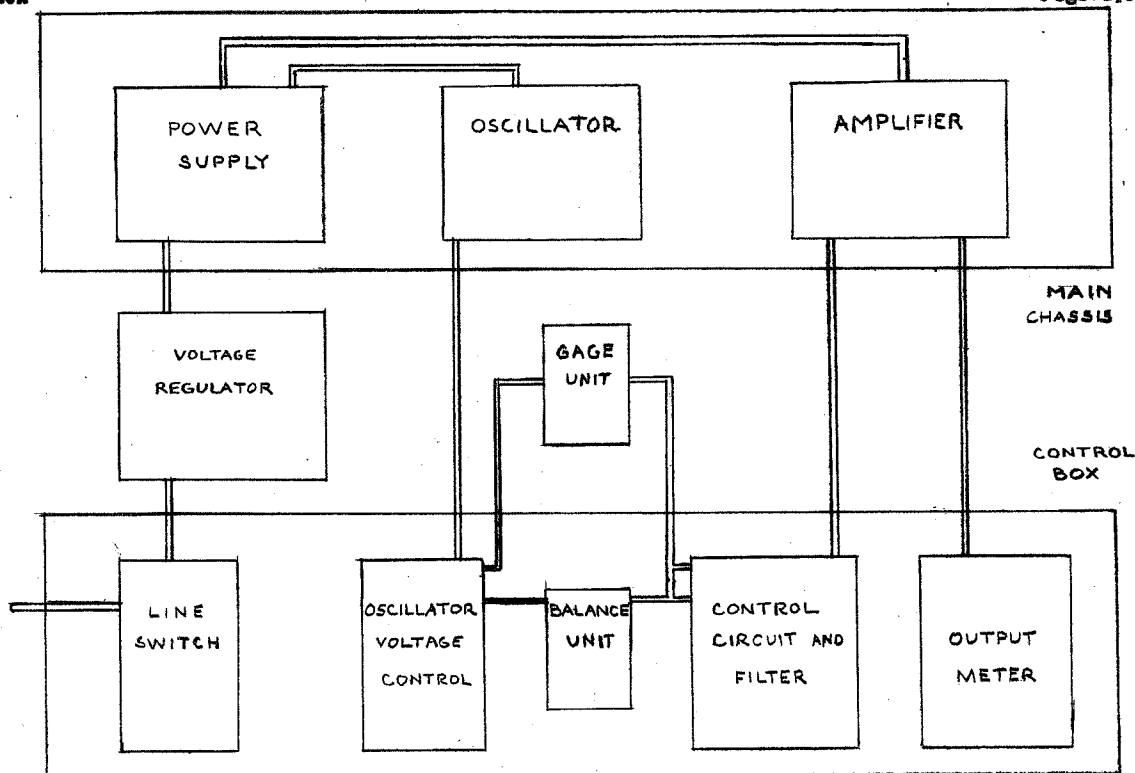 POWER
SUPPLY
OSCILLATOR
AMPLIFIER
MAIN
CHASSIS
VOLTAGE
REGULATOR
GAGE
UNIT
CONTROL
BOX
LINE
SWITCH
OSCILLATOR
VOLTAGE
CONTROL
BALANCE
UNIT
CONTROL
CIRCUIT AND
FILTER
OUTPUT
METER